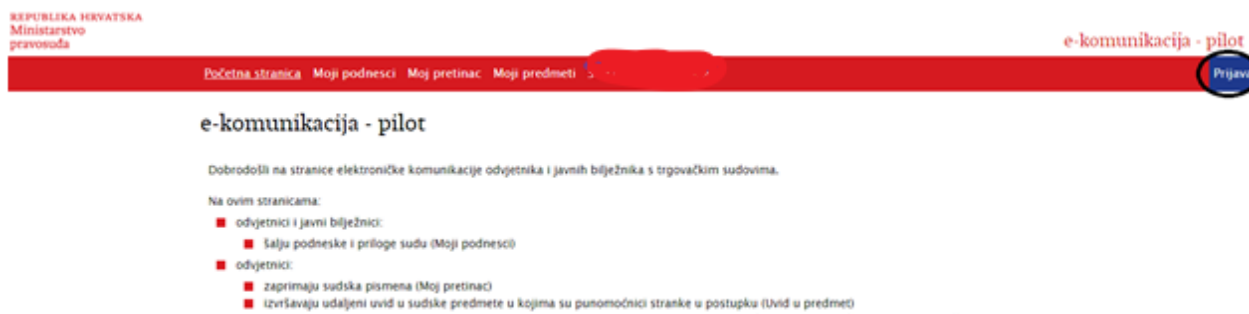 REPUBLIKA HRVATSKA
Ministarstvo
pravosuđa
e-komunikacija - pilot
Početna stranica Moji podnesci Moj pretinac Moji predmeti
Prijava
e-komunikacija - pilot
Dobrodošli na stranice elektroničke komunikacije odvjetnika i javnih bilježnika s trgovačkim sudovima.
Na ovim stranicama:
odvjetnici i javni bilježnici:
šalju podneske i priloge sudu (Moji podnesci)
odvjetnici:
zaprimaju sudska pismena (Moj pretinac)
izvršavaju udaljeni uvid u sudske predmete u kojima su punomoćnici stranke u postupku (Uvid u predmet)